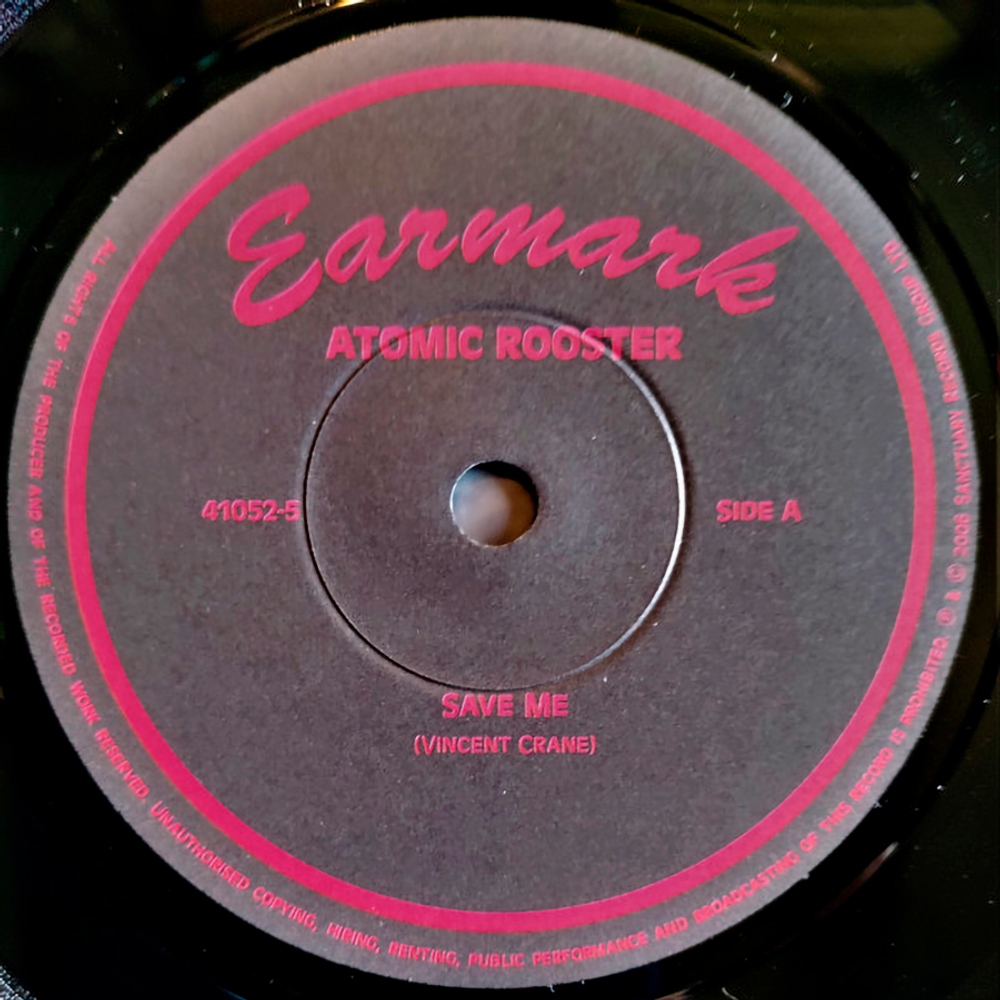 Earmark
ATOMIC ROOSTER
41052-5
SIDE A
SAVE ME
(VINCENT CRANE)
ALL RIGHTS OF THE PRODUCER AND OF THE RECORDED WORK RESERVED. UNAUTHORISED COPYING, HIRING, RENTING, PUBLIC PERFORMANCE AND BROADCASTING OF THIS RECORD IS PROHIBITED. ℗ & © 2006 SANCTUARY RECORDS GROUP LTD